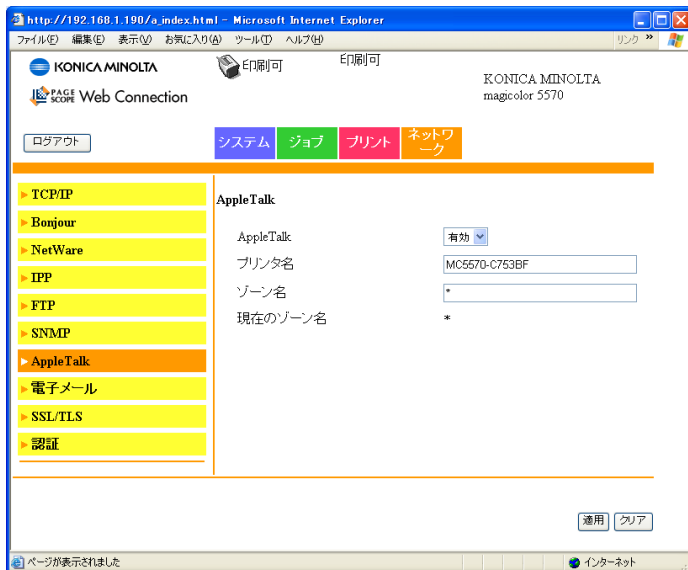 http://192.168.1.190/a_index.html - Microsoft Internet Explorer
ファイル(F) 編集(E) 表示(V) お気に入り(A) ツール(T) ヘルプ(H) リンク »
KONICA MINOLTA
印刷可
印刷可
KONICA MINOLTA
magicolor 5570
PAGE SCOPE Web Connection
ログアウト
システム
ジョブ
プリント
ネットワ
ーク
TCP/IP
Bonjour
NetWare
IPP
FTP
SNMP
AppleTalk
電子メール
SSL/TLS
認証
AppleTalk
AppleTalk 有効
プリンタ名 MC5570-C753BF
ゾーン名 *
現在のゾーン名 *
適用 クリア
ページが表示されました インターネット